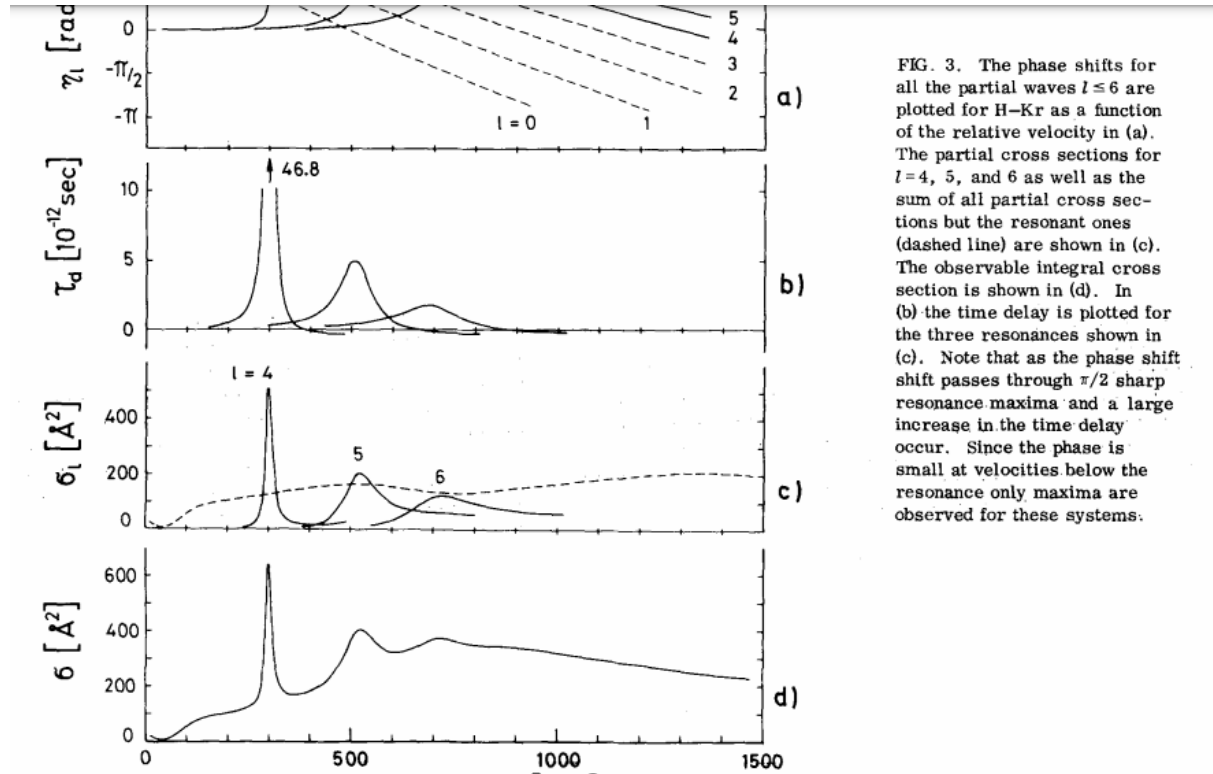 η_l [rad
0
-π/2
-π
l = 0
1
5
4
3
2
a)
τ_d [10⁻¹² sec]
10
5
0
46.8
b)
σ_l [Å²]
400
200
0
l = 4
5
6
c)
σ [Å²]
600
400
200
0
d)
0
500
1000
1500
FIG. 3. The phase shifts for
all the partial waves l ≤ 6 are
plotted for H–Kr as a function
of the relative velocity in (a).
The partial cross sections for
l = 4, 5, and 6 as well as the
sum of all partial cross sec-
tions but the resonant ones
(dashed line) are shown in (c).
The observable integral cross
section is shown in (d). In
(b) the time delay is plotted for
the three resonances shown in
(c). Note that as the phase shift
shift passes through π/2 sharp
resonance maxima and a large
increase in the time delay
occur. Since the phase is
small at velocities below the
resonance only maxima are
observed for these systems.